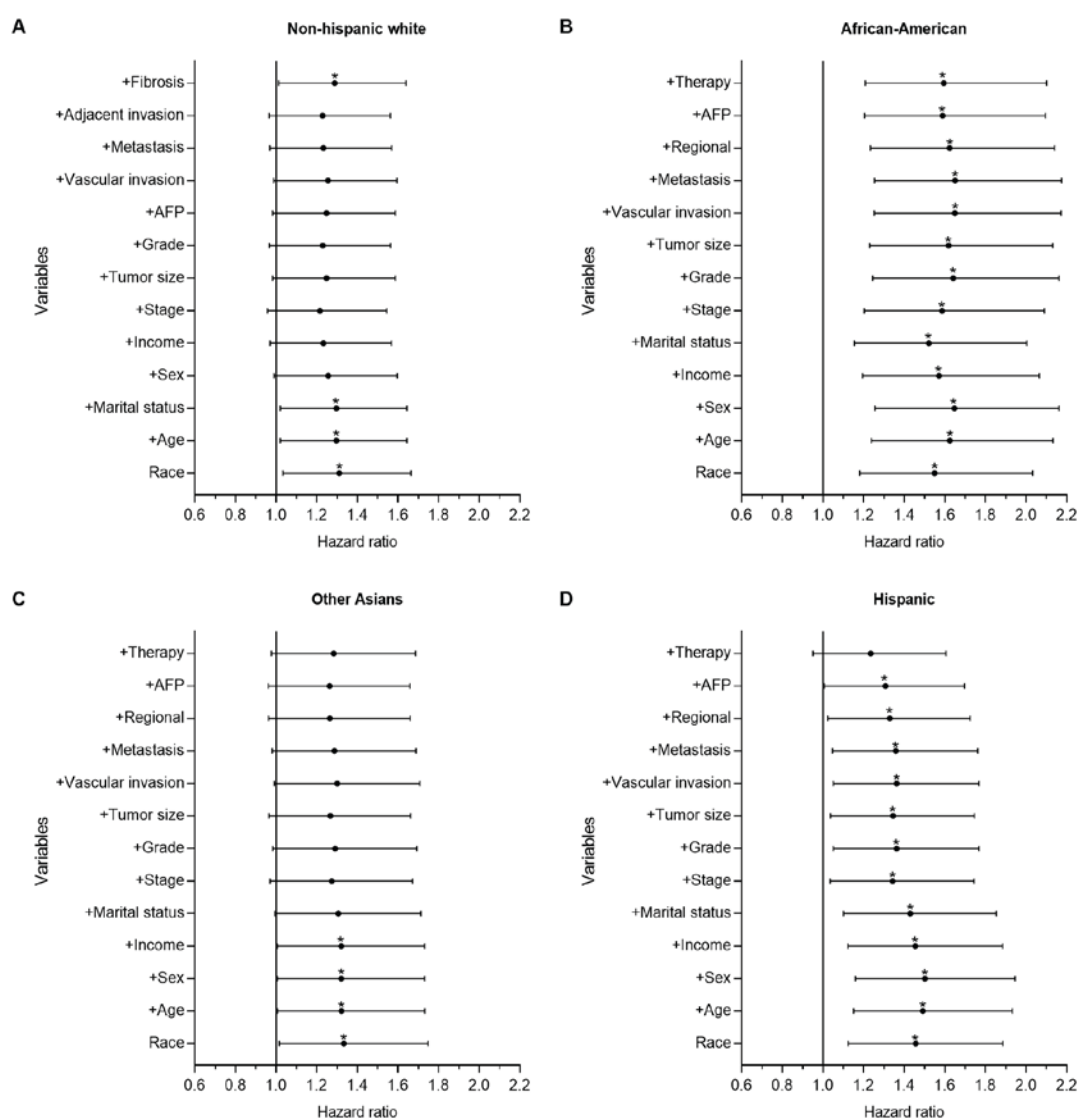 A Non-hispanic white
+Fibrosis *
+Adjacent invasion
+Metastasis
+Vascular invasion
+AFP
+Grade
+Tumor size
+Stage
+Income
+Sex
+Marital status *
+Age *
Race *
Variables
0.6 0.8 1.0 1.2 1.4 1.6 1.8 2.0 2.2
Hazard ratio
B African-American
+Therapy *
+AFP *
+Regional *
+Metastasis *
+Vascular invasion *
+Tumor size *
+Grade *
+Stage *
+Marital status *
+Income *
+Sex *
+Age *
Race *
Variables
0.6 0.8 1.0 1.2 1.4 1.6 1.8 2.0 2.2
Hazard ratio
C Other Asians
+Therapy
+AFP
+Regional
+Metastasis
+Vascular invasion
+Tumor size
+Grade
+Stage
+Marital status
+Income *
+Sex *
+Age *
Race *
Variables
0.6 0.8 1.0 1.2 1.4 1.6 1.8 2.0 2.2
Hazard ratio
D Hispanic
+Therapy
+AFP *
+Regional *
+Metastasis *
+Vascular invasion *
+Tumor size *
+Grade *
+Stage *
+Marital status *
+Income *
+Sex *
+Age *
Race *
Variables
0.6 0.8 1.0 1.2 1.4 1.6 1.8 2.0 2.2
Hazard ratio